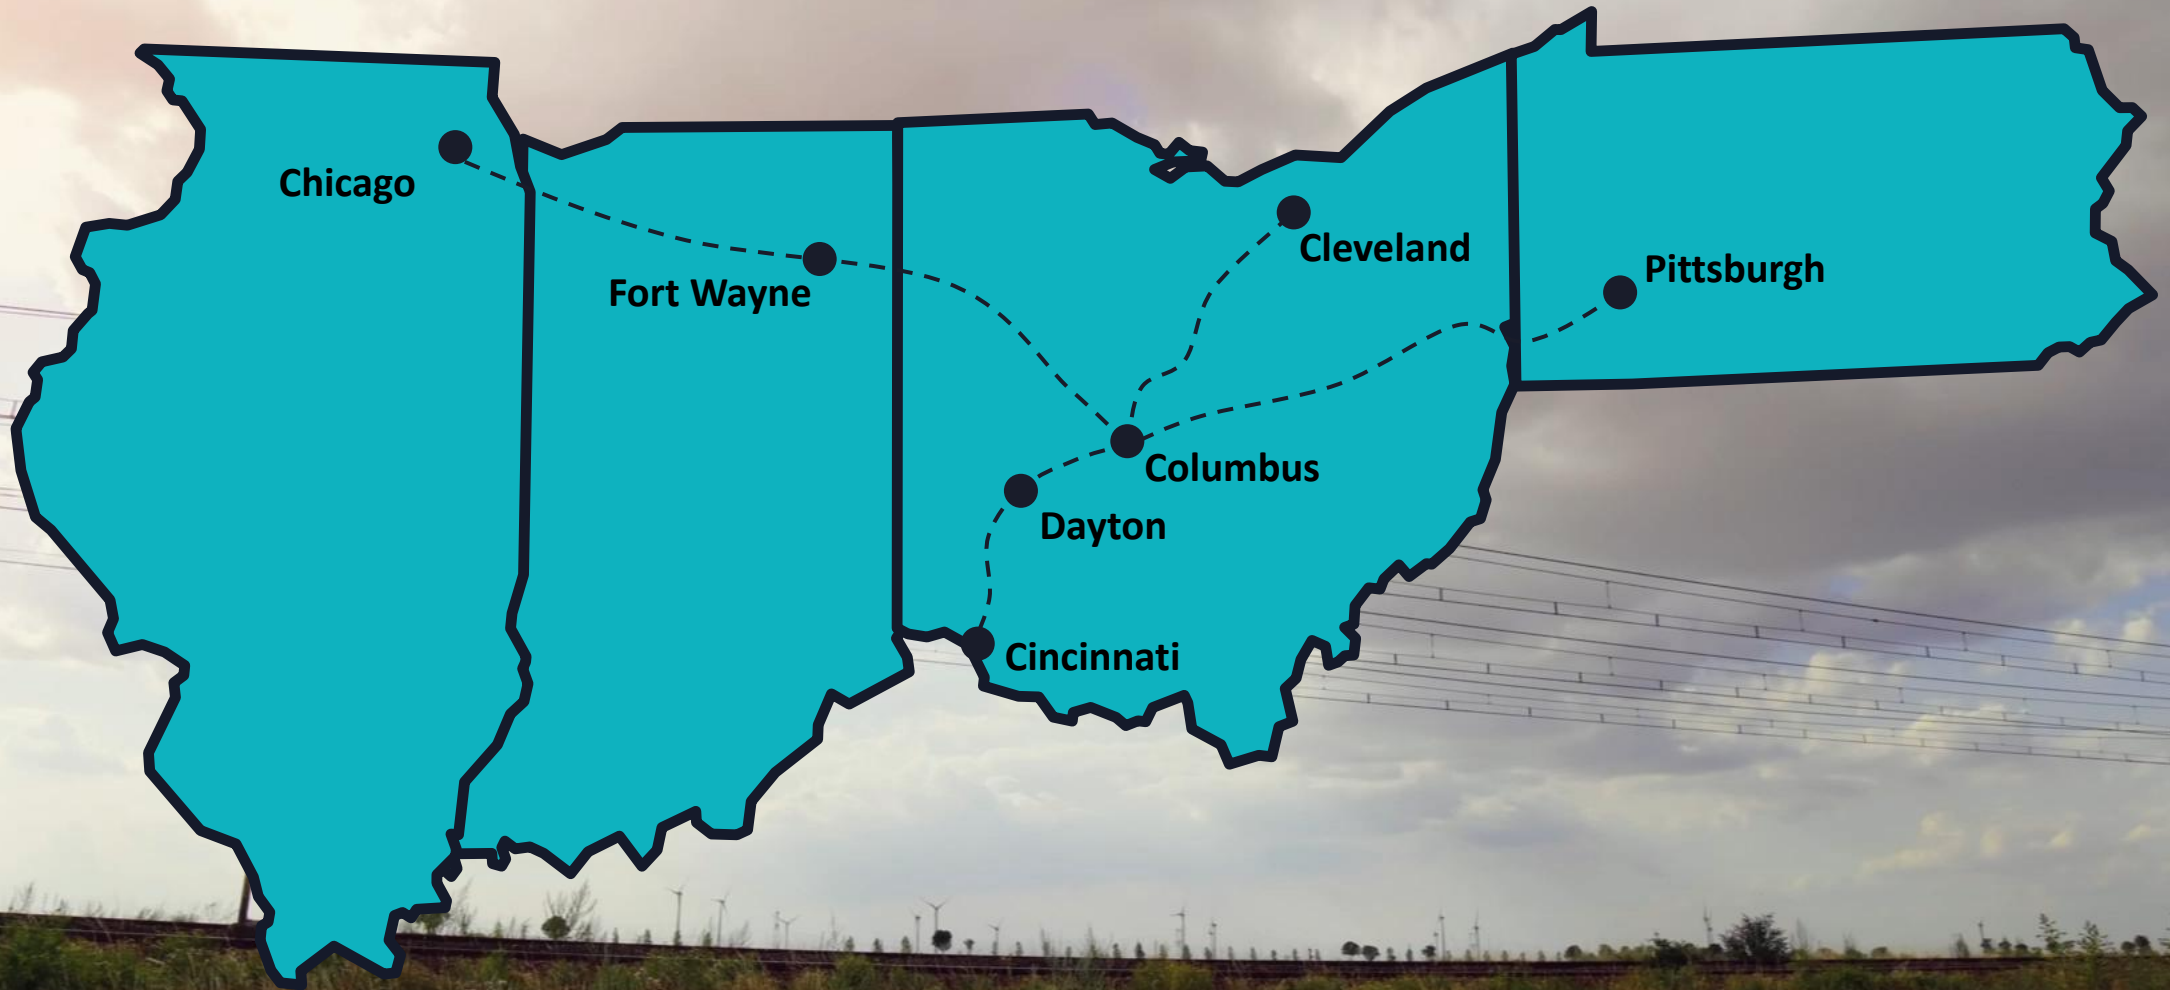 Chicago
Fort Wayne
Cleveland
Pittsburgh
Columbus
Dayton
Cincinnati